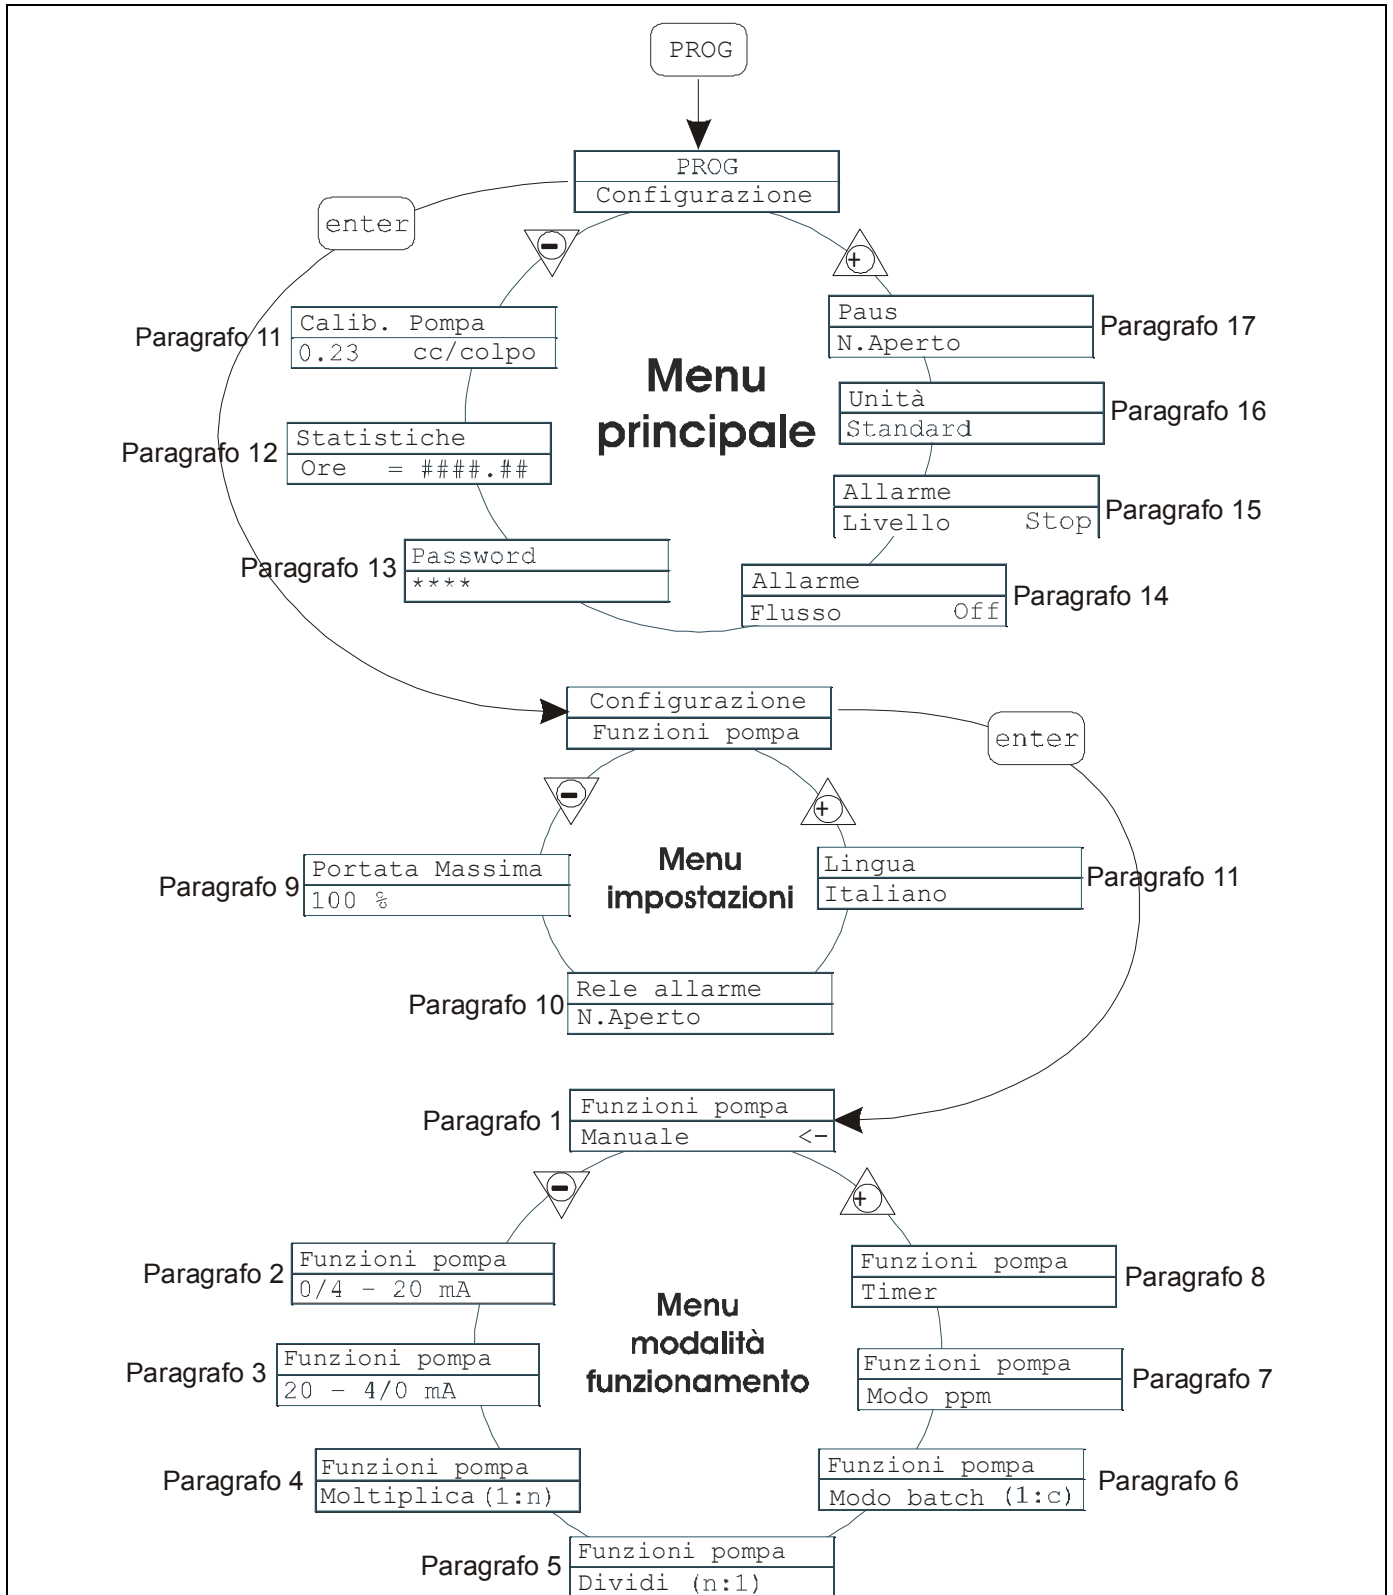 PROG
PROG
Configurazione
enter
-
+
Paragrafo 11
Calib. Pompa
0.23 cc/colpo
Paus
N.Aperto
Paragrafo 17
Menu
principale
Unità
Standard
Paragrafo 16
Paragrafo 12
Statistiche
Ore = ####.##
Allarme
Livello Stop
Paragrafo 15
Paragrafo 13
Password
****
Allarme
Flusso Off
Paragrafo 14
Configurazione
Funzioni pompa
enter
-
+
Paragrafo 9
Portata Massima
100 %
Menu
impostazioni
Lingua
Italiano
Paragrafo 11
Paragrafo 10
Rele allarme
N.Aperto
Paragrafo 1
Funzioni pompa
Manuale <-
-
+
Paragrafo 2
Funzioni pompa
0/4 - 20 mA
Funzioni pompa
Timer
Paragrafo 8
Menu
modalità
funzionamento
Paragrafo 3
Funzioni pompa
20 - 4/0 mA
Funzioni pompa
Modo ppm
Paragrafo 7
Paragrafo 4
Funzioni pompa
Moltiplica (1:n)
Funzioni pompa
Modo batch (1:c)
Paragrafo 6
Paragrafo 5
Funzioni pompa
Dividi (n:1)